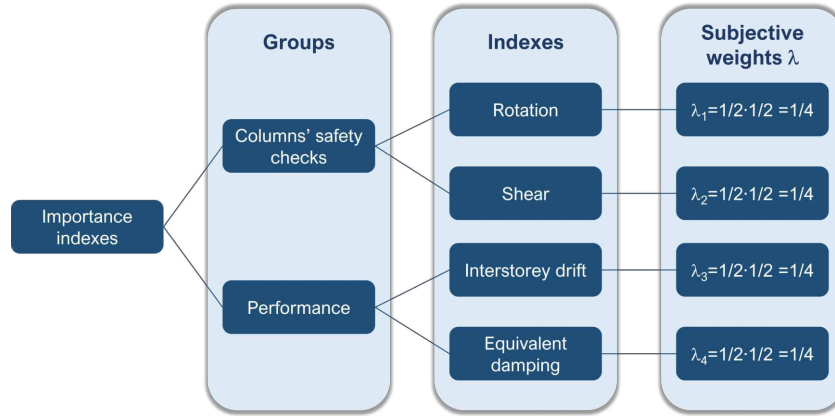 Groups
Indexes
Subjective
weights λ
Columns' safety
checks
Rotation
λ₁=1/2·1/2 =1/4
Shear
λ₂=1/2·1/2 =1/4
Importance
indexes
Performance
Interstorey drift
λ₃=1/2·1/2 =1/4
Equivalent
damping
λ₄=1/2·1/2 =1/4